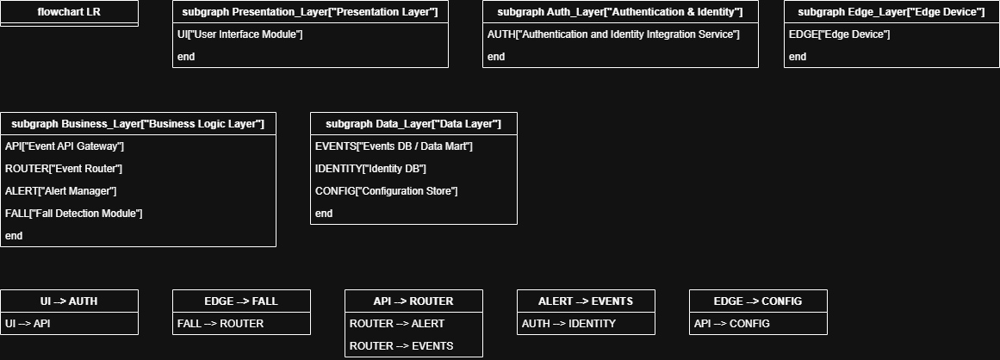 flowchart LR
subgraph Presentation_Layer["Presentation Layer"]
UI["User Interface Module"]
end
subgraph Auth_Layer["Authentication & Identity"]
AUTH["Authentication and Identity Integration Service"]
end
subgraph Edge_Layer["Edge Device"]
EDGE["Edge Device"]
end
subgraph Business_Layer["Business Logic Layer"]
API["Event API Gateway"]
ROUTER["Event Router"]
ALERT["Alert Manager"]
FALL["Fall Detection Module"]
end
subgraph Data_Layer["Data Layer"]
EVENTS["Events DB / Data Mart"]
IDENTITY["Identity DB"]
CONFIG["Configuration Store"]
end
UI --> AUTH
UI --> API
EDGE --> FALL
FALL --> ROUTER
API --> ROUTER
ROUTER --> ALERT
ROUTER --> EVENTS
ALERT --> EVENTS
AUTH --> IDENTITY
EDGE --> CONFIG
API --> CONFIG